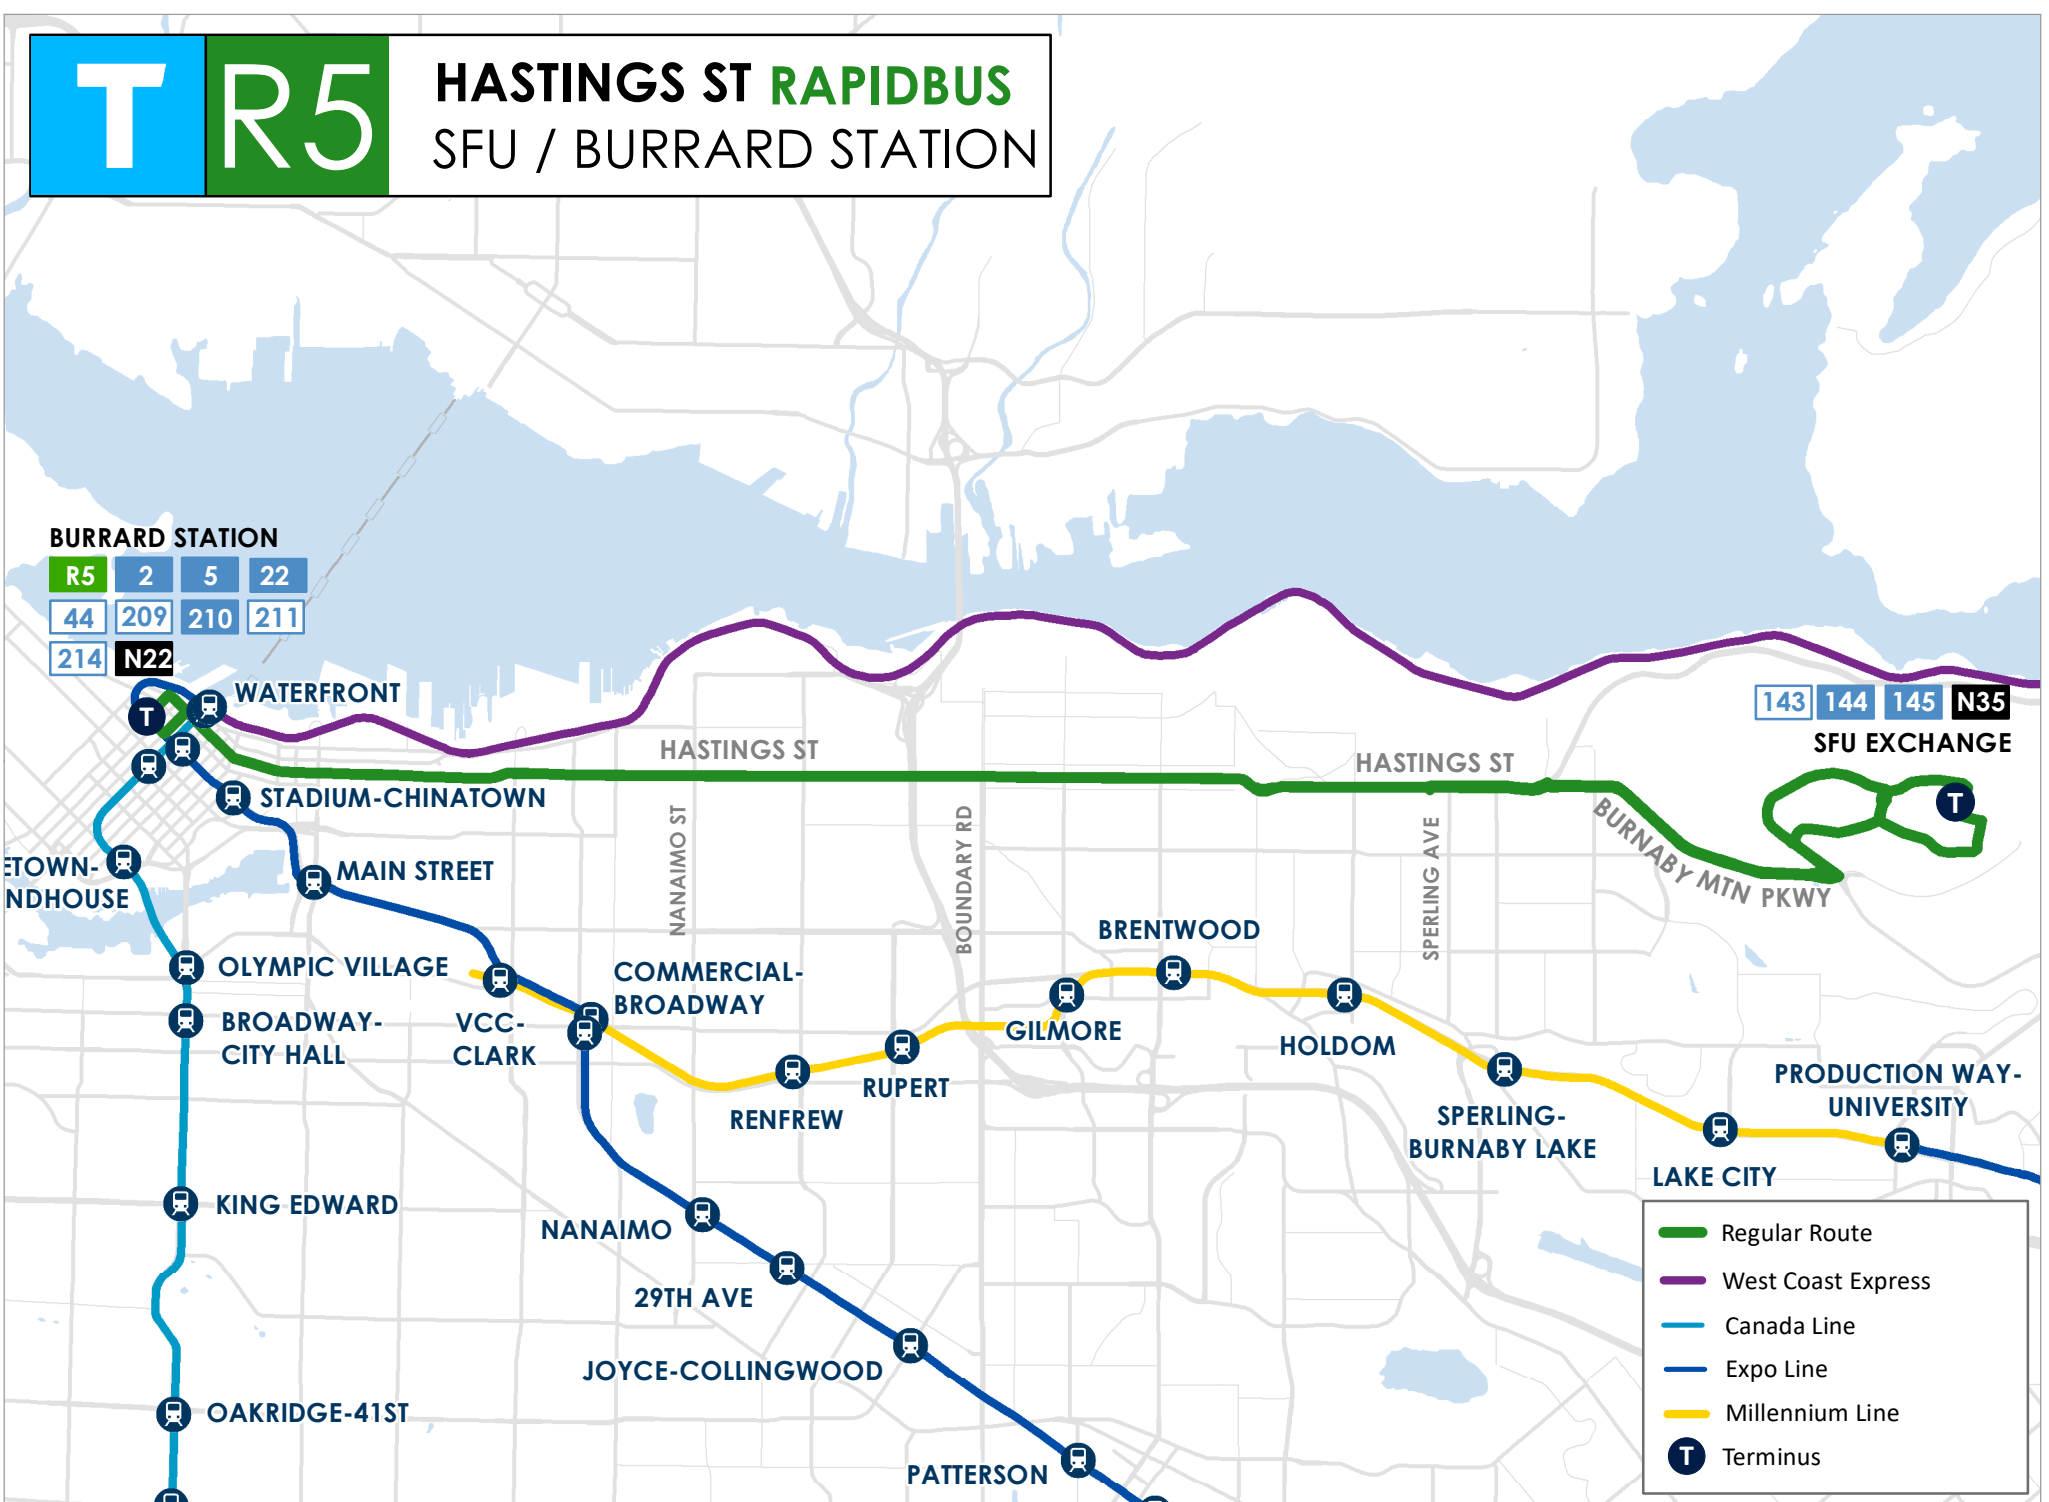 T R5 HASTINGS ST RAPIDBUS
SFU / BURRARD STATION
BURRARD STATION
R5 2 5 22
44 209 210 211
214 N22
WATERFRONT
T
143 144 145 N35
SFU EXCHANGE
T
HASTINGS ST
HASTINGS ST
STADIUM-CHINATOWN
NANAIMO ST
BOUNDARY RD
SPERLING AVE
BURNABY MTN PKWY
ETOWN-
NDHOUSE
MAIN STREET
OLYMPIC VILLAGE
BROADWAY-
CITY HALL
VCC-
CLARK
COMMERCIAL-
BROADWAY
BRENTWOOD
GILMORE
HOLDOM
RUPERT
RENFREW
SPERLING-
BURNABY LAKE
PRODUCTION WAY-
UNIVERSITY
LAKE CITY
KING EDWARD
NANAIMO
29TH AVE
JOYCE-COLLINGWOOD
OAKRIDGE-41ST
PATTERSON
Regular Route
West Coast Express
Canada Line
Expo Line
Millennium Line
T Terminus